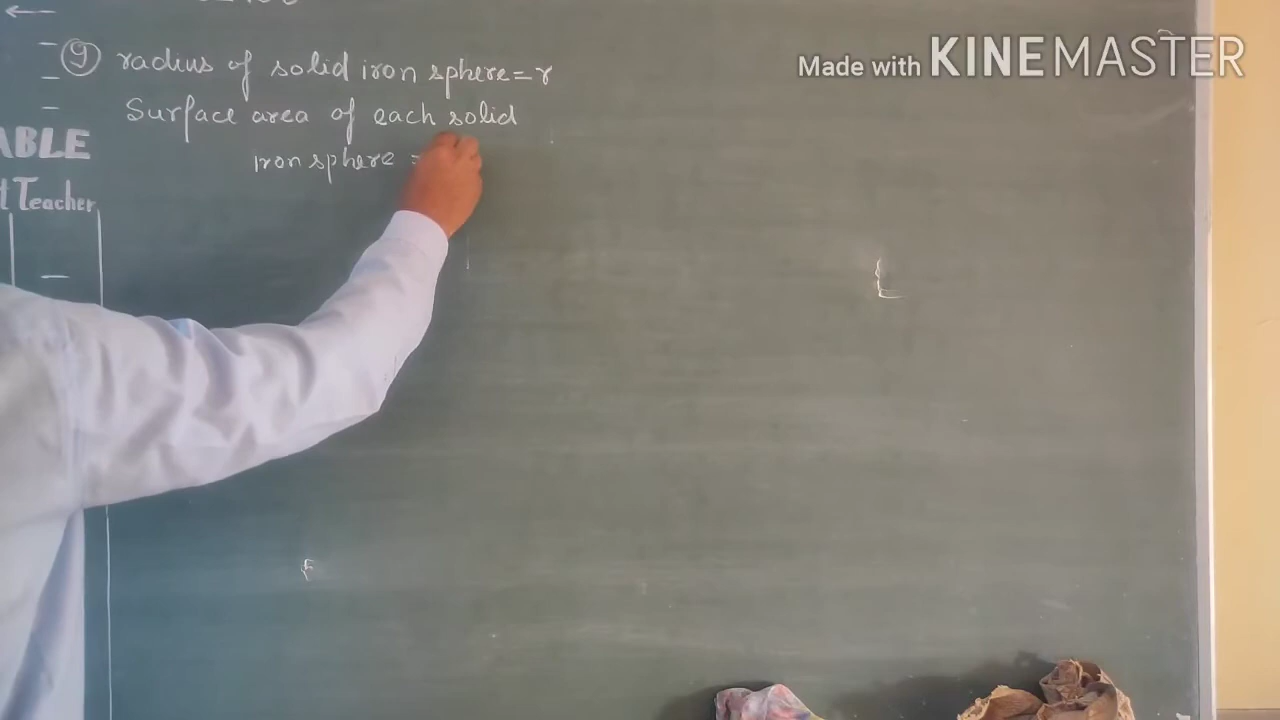 ⑨ radius of solid iron sphere = r
Surface area of each solid
iron sphere =
Made with KINEMASTER
ABLE
t Teacher
L